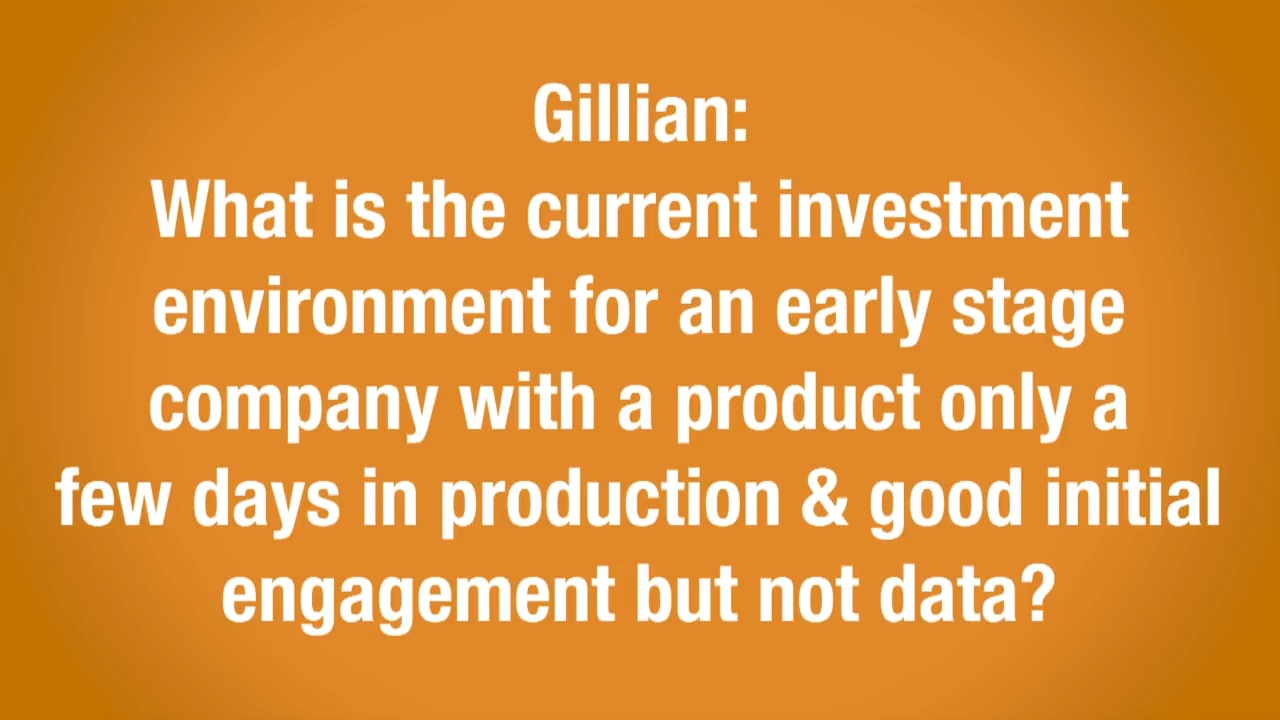 Gillian:
What is the current investment
environment for an early stage
company with a product only a
few days in production & good initial
engagement but not data?